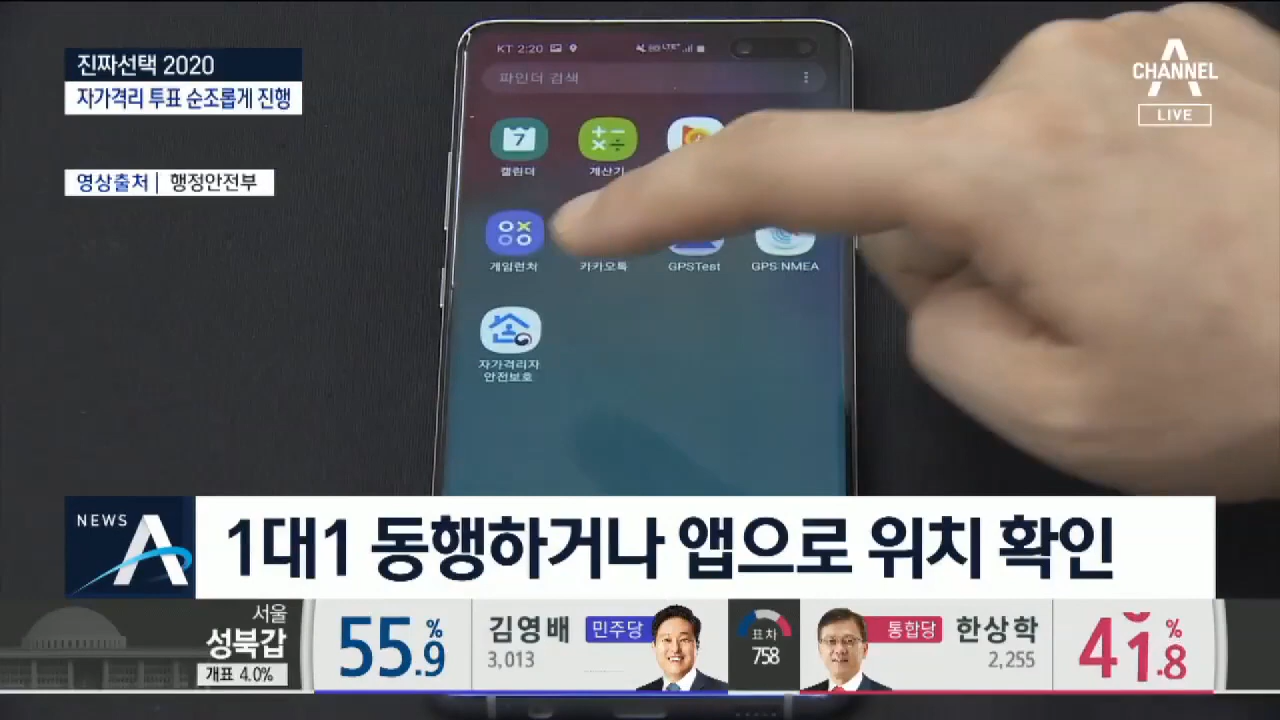 진짜선택 2020
자가격리 투표 순조롭게 진행
영상출처 | 행정안전부
CHANNEL A
LIVE
KT 2:20
LTE+
파인더 검색
7
캘린더
계산기
게임런처
카카오톡
GPSTest
GPS NMEA
자가격리자
안전보호
NEWS A
1대1 동행하거나 앱으로 위치 확인
서울
성북갑
개표 4.0%
55.9%
김영배 민주당
3,013
표차
758
통합당 한상학
2,255
41.8%